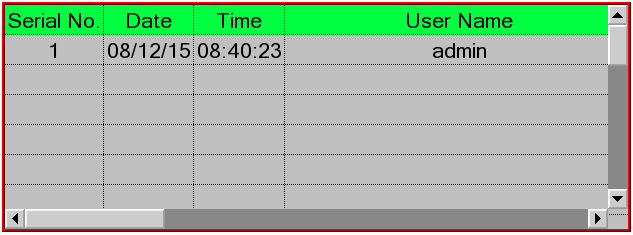 Serial No. Date Time User Name
1 08/12/15 08:40:23 admin